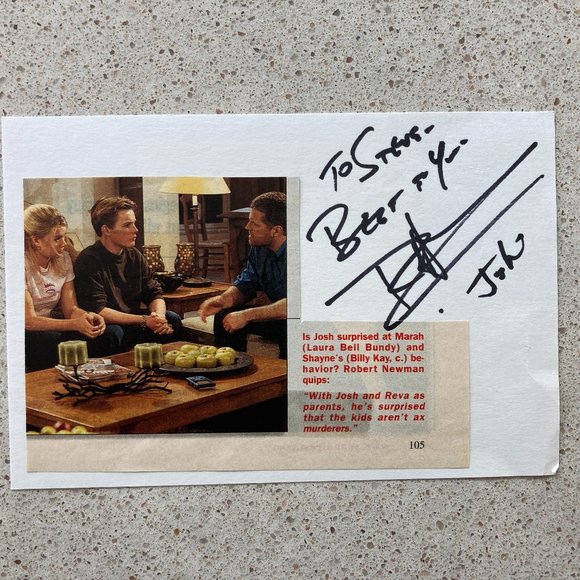 To Steve-
Best to You
Josh
Is Josh surprised at Marah
(Laura Bell Bundy) and
Shayne's (Billy Kay, c.) be-
havior? Robert Newman
quips:
"With Josh and Reva as
parents, he's surprised
that the kids aren't ax
murderers."
105